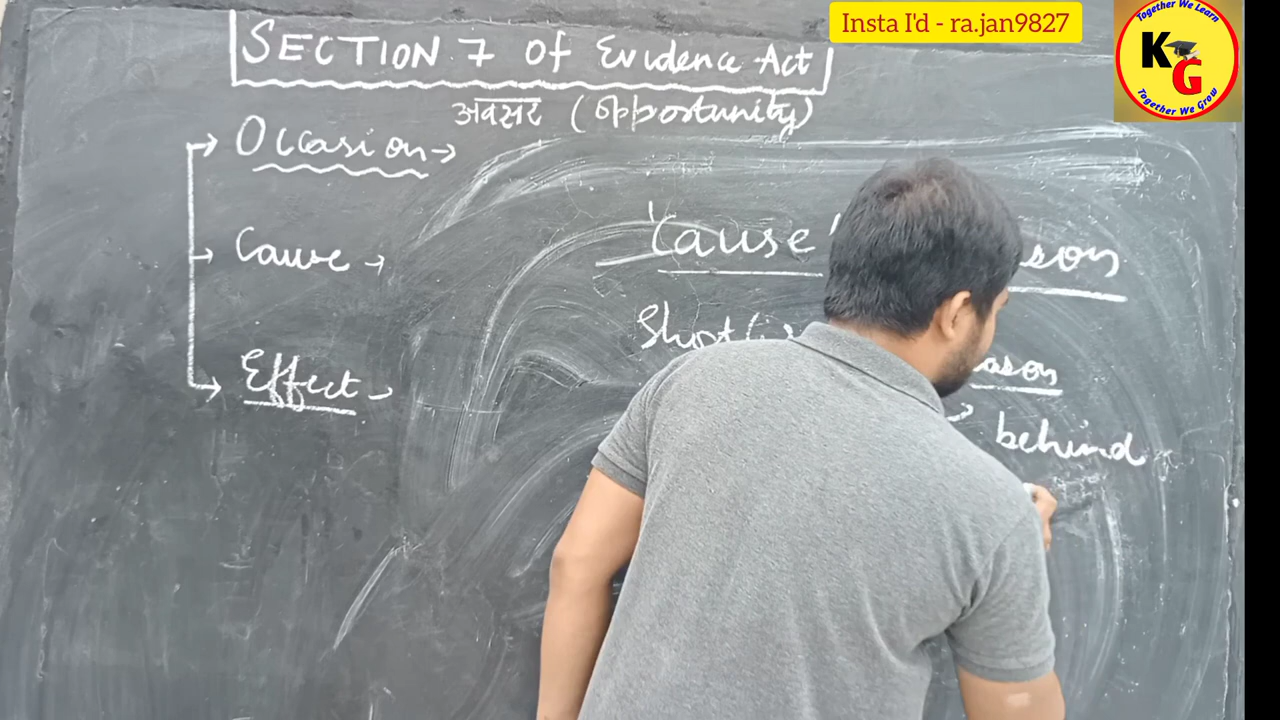 Insta I'd - ra.jan9827
Together We Learn
KG
Together We Grow
SECTION 7 Of Evidence Act
अवसर (Opportunity)
Occasion
'Cause'
Cause
Effect
behind